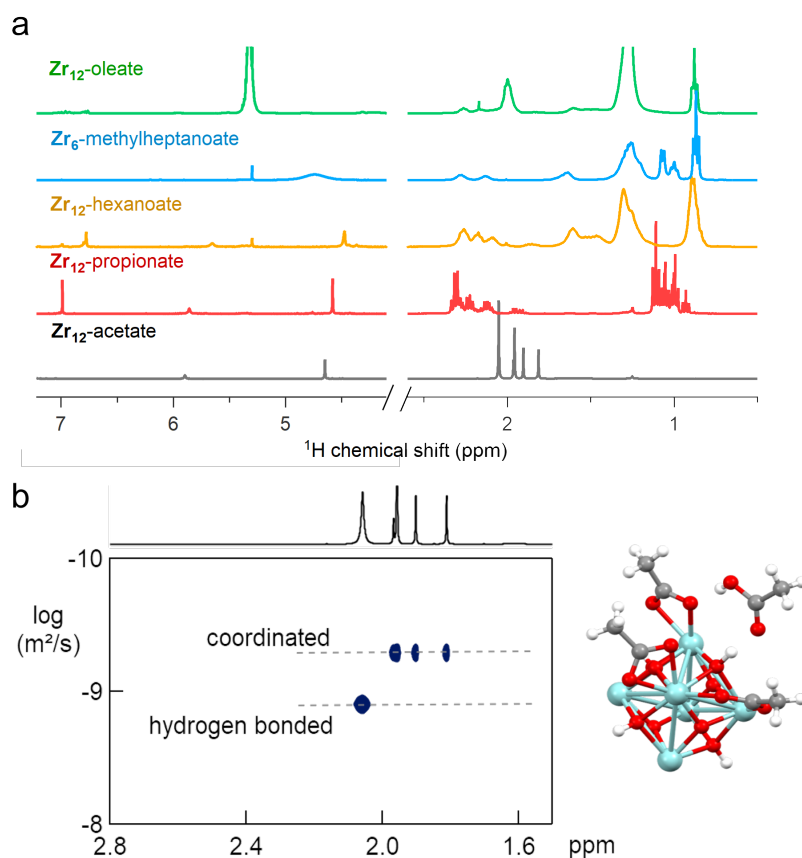 a
Zr₁₂-oleate
Zr₆-methylheptanoate
Zr₁₂-hexanoate
Zr₁₂-propionate
Zr₁₂-acetate
7 6 5 2 1
¹H chemical shift (ppm)
b
-10
log
(m²/s)
coordinated
-9
hydrogen bonded
-8
2.8 2.4 2.0 1.6 ppm